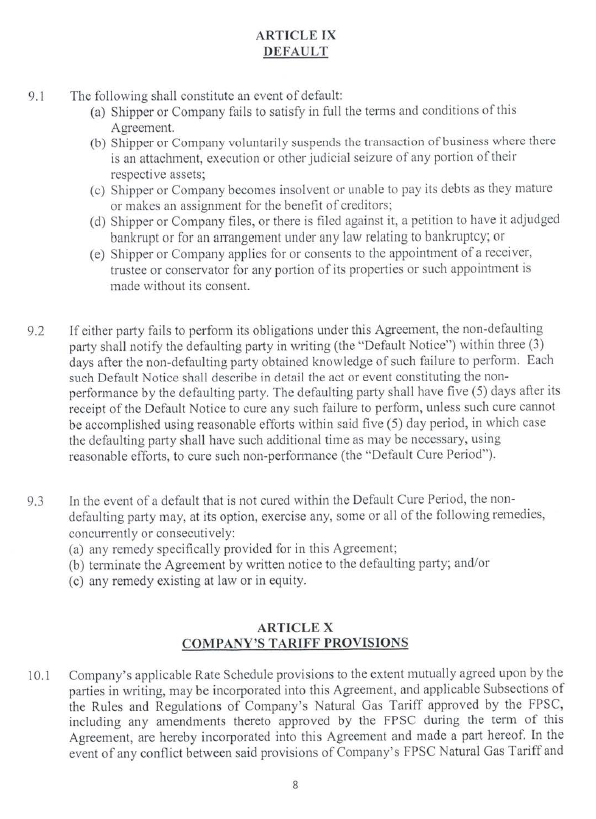 ARTICLE IX
DEFAULT
9.1 The following shall constitute an event of default:
(a) Shipper or Company fails to satisfy in full the terms and conditions of this
Agreement.
(b) Shipper or Company voluntarily suspends the transaction of business where there
is an attachment, execution or other judicial seizure of any portion of their
respective assets;
(c) Shipper or Company becomes insolvent or unable to pay its debts as they mature
or makes an assignment for the benefit of creditors;
(d) Shipper or Company files, or there is filed against it, a petition to have it adjudged
bankrupt or for an arrangement under any law relating to bankruptcy; or
(e) Shipper or Company applies for or consents to the appointment of a receiver,
trustee or conservator for any portion of its properties or such appointment is
made without its consent.
9.2 If either party fails to perform its obligations under this Agreement, the non-defaulting
party shall notify the defaulting party in writing (the “Default Notice”) within three (3)
days after the non-defaulting party obtained knowledge of such failure to perform. Each
such Default Notice shall describe in detail the act or event constituting the non-
performance by the defaulting party. The defaulting party shall have five (5) days after its
receipt of the Default Notice to cure any such failure to perform, unless such cure cannot
be accomplished using reasonable efforts within said five (5) day period, in which case
the defaulting party shall have such additional time as may be necessary, using
reasonable efforts, to cure such non-performance (the “Default Cure Period”).
9.3 In the event of a default that is not cured within the Default Cure Period, the non-
defaulting party may, at its option, exercise any, some or all of the following remedies,
concurrently or consecutively:
(a) any remedy specifically provided for in this Agreement;
(b) terminate the Agreement by written notice to the defaulting party; and/or
(c) any remedy existing at law or in equity.
ARTICLE X
COMPANY’S TARIFF PROVISIONS
10.1 Company’s applicable Rate Schedule provisions to the extent mutually agreed upon by the
parties in writing, may be incorporated into this Agreement, and applicable Subsections of
the Rules and Regulations of Company’s Natural Gas Tariff approved by the FPSC,
including any amendments thereto approved by the FPSC during the term of this
Agreement, are hereby incorporated into this Agreement and made a part hereof. In the
event of any conflict between said provisions of Company’s FPSC Natural Gas Tariff and
8